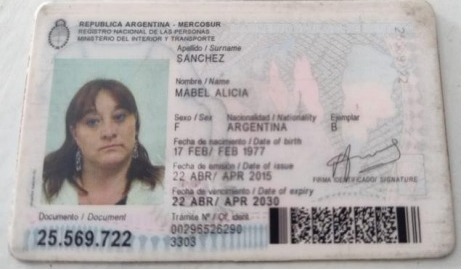 REPUBLICA ARGENTINA - MERCOSUR
REGISTRO NACIONAL DE LAS PERSONAS
MINISTERIO DEL INTERIOR Y TRANSPORTE
Apellido / Surname
SANCHEZ
Nombre / Name
MABEL ALICIA
Sexo / Sex Nacionalidad / Nationality Ejemplar
F ARGENTINA B
Fecha de nacimiento / Date of birth
17 FEB/ FEB 1977
Fecha de emisión / Date of issue
22 ABR/ APR 2015
Fecha de vencimiento / Date of expiry
22 ABR/ APR 2030
FIRMA IDENTIFICADO/ SIGNATURE
Documento / Document
25.569.722
Trámite Nº / Of. ident.
00296526290
3303